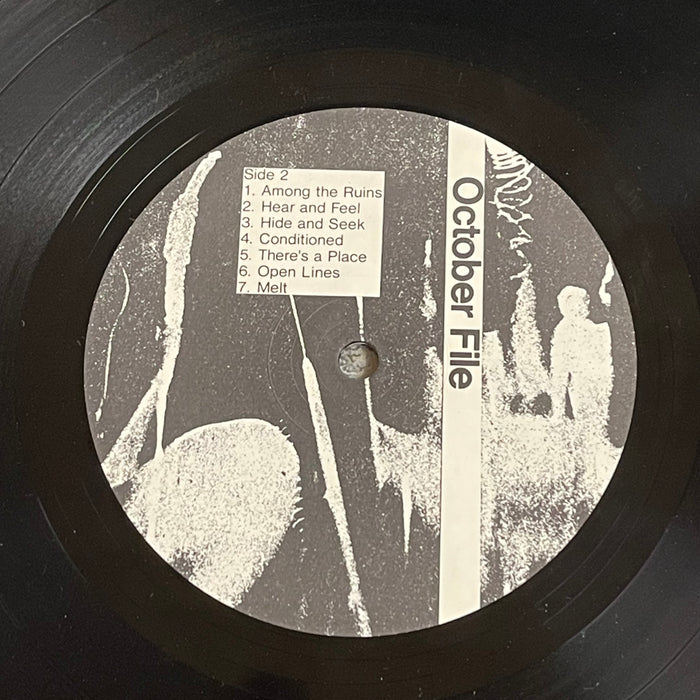 Side 2
1. Among the Ruins
2. Hear and Feel
3. Hide and Seek
4. Conditioned
5. There's a Place
6. Open Lines
7. Melt
October File